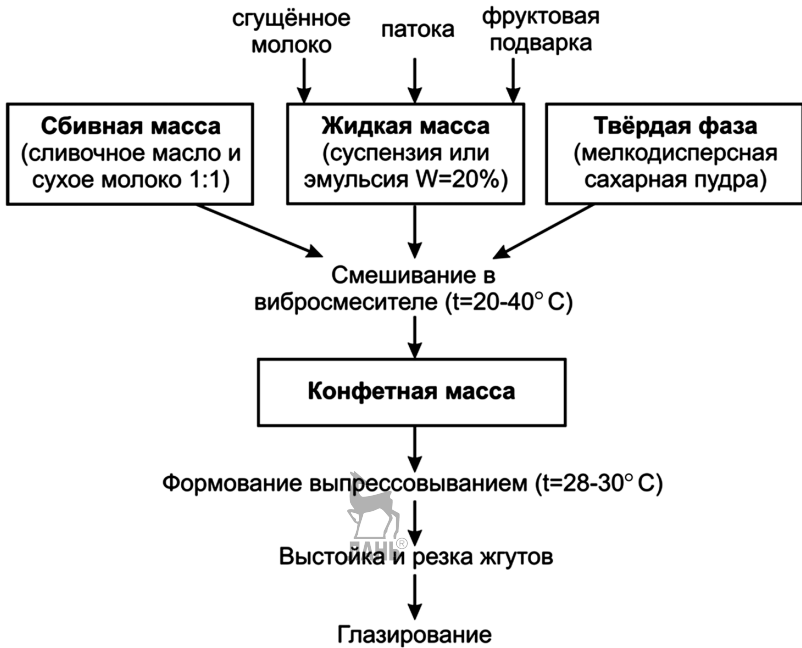 сгущённое
молоко
патока
фруктовая
подварка
Сбивная масса
(сливочное масло и
сухое молоко 1:1)
Жидкая масса
(суспензия или
эмульсия W=20%)
Твёрдая фаза
(мелкодисперсная
сахарная пудра)
Смешивание в
вибросмесителе (t=20-40° С)
Конфетная масса
Формование выпрессовыванием (t=28-30° С)
ЛАНЬ®
Выстойка и резка жгутов
Глазирование